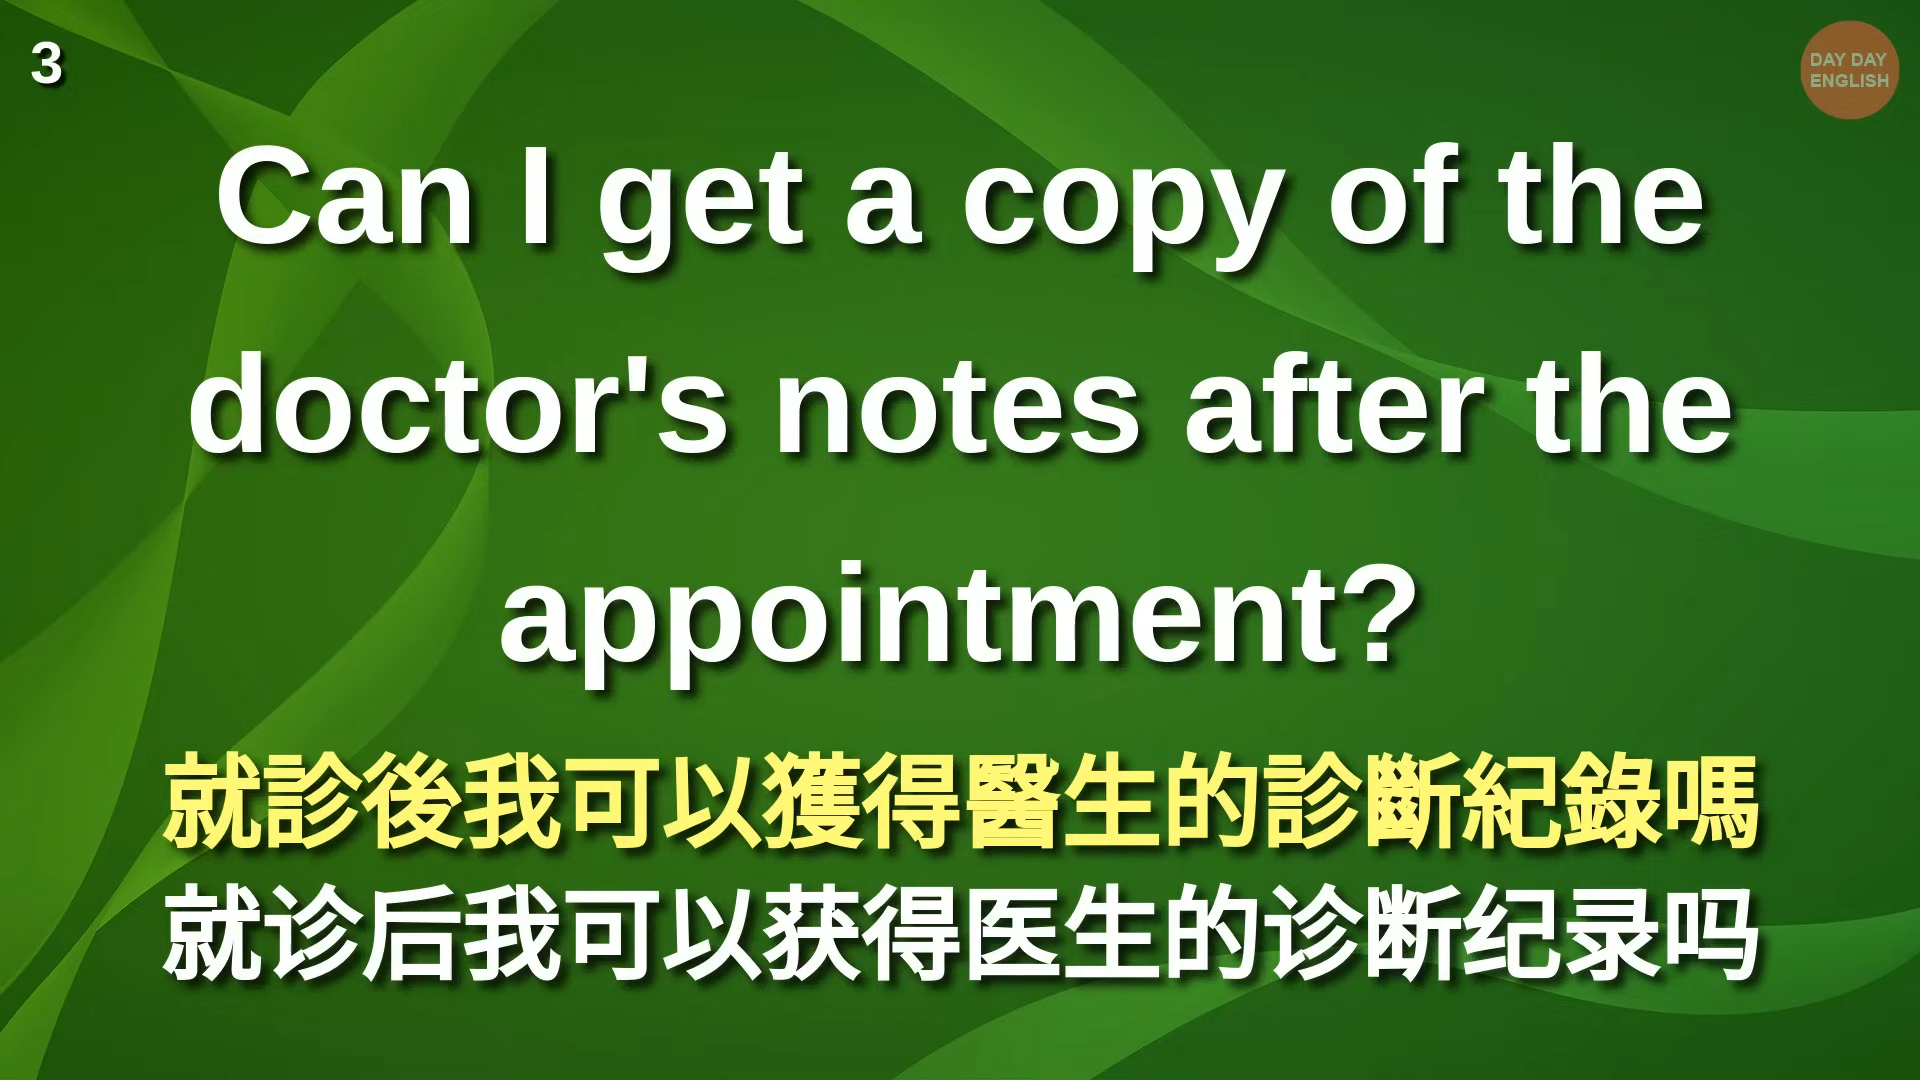 3
DAY DAY
ENGLISH
Can I get a copy of the
doctor's notes after the
appointment?
就診後我可以獲得醫生的診斷紀錄嗎
就诊后我可以获得医生的诊断纪录吗